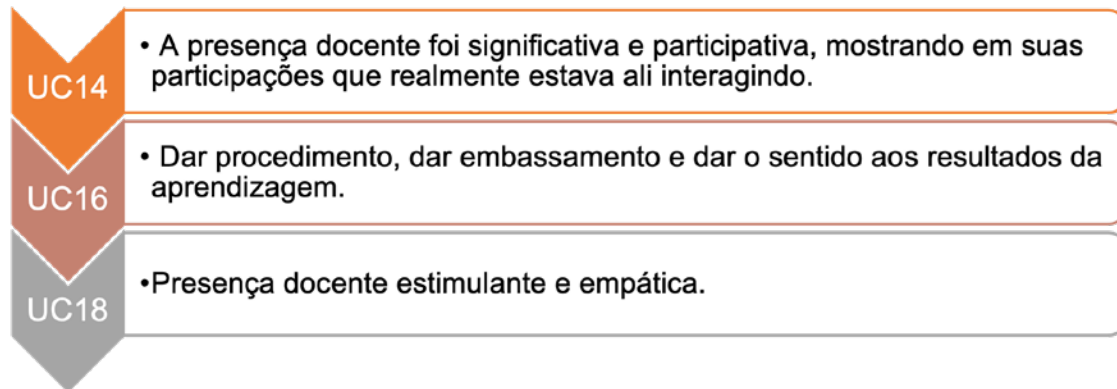 UC14
• A presença docente foi significativa e participativa, mostrando em suas
participações que realmente estava ali interagindo.
UC16
• Dar procedimento, dar embassamento e dar o sentido aos resultados da
aprendizagem.
UC18
•Presença docente estimulante e empática.